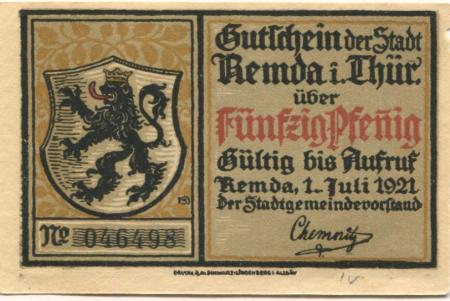 Gutschein der Stadt
Remda i. Thür.
über
Fünfzig Pfeñig
Gültig bis Aufruf
Remda, 1. Juli 1921
Der Stadtgemeindevorstand
Chemnitz
No 046498